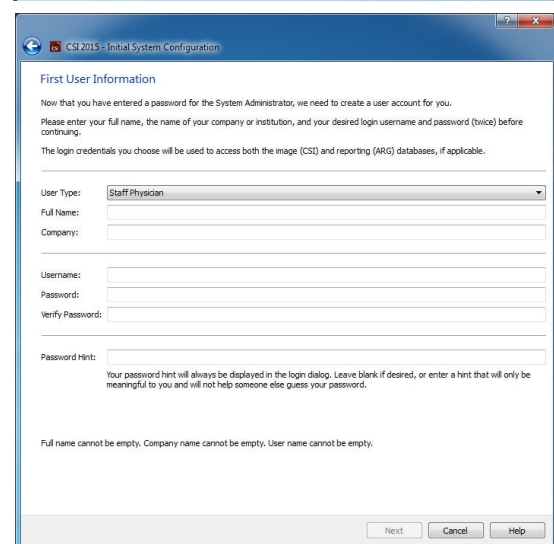 ? X
CSI CSI 2015 - Initial System Configuration
First User Information
Now that you have entered a password for the System Administrator, we need to create a user account for you.
Please enter your full name, the name of your company or institution, and your desired login username and password (twice) before
continuing.
The login credentials you choose will be used to access both the image (CSI) and reporting (ARG) databases, if applicable.
User Type: Staff Physician
Full Name:
Company:
Username:
Password:
Verify Password:
Password Hint:
Your password hint will always be displayed in the login dialog. Leave blank if desired, or enter a hint that will only be
meaningful to you and will not help someone else guess your password.
Full name cannot be empty. Company name cannot be empty. User name cannot be empty.
Next Cancel Help